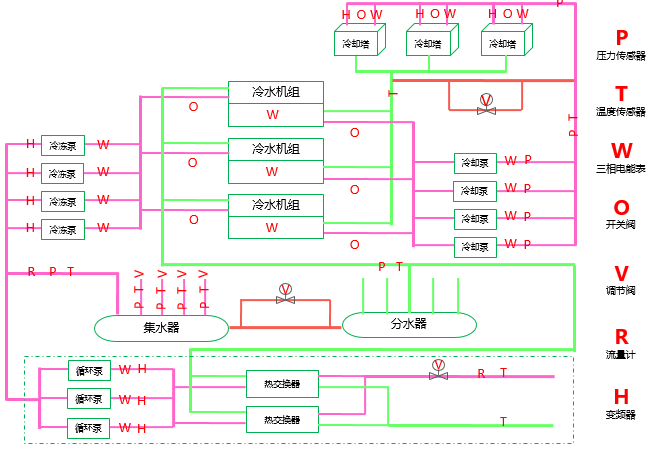 P
H O W
H O W
H O W
冷却塔
冷却塔
冷却塔
P
压力传感器
T
温度传感器
W
三相电能表
O
开关阀
V
调节阀
R
流量计
H
变频器
T
V
P T
冷水机组
W
O
O
冷水机组
W
O
冷水机组
W
O
O
H
冷冻泵
W
H
冷冻泵
W
H
冷冻泵
W
H
冷冻泵
W
冷却泵
W P
冷却泵
W P
冷却泵
W P
冷却泵
W P
R P T
P T V
P T V
P T V
P T V
集水器
V
P T
分水器
循环泵
W H
循环泵
W H
循环泵
W H
热交换器
热交换器
V
R T
T